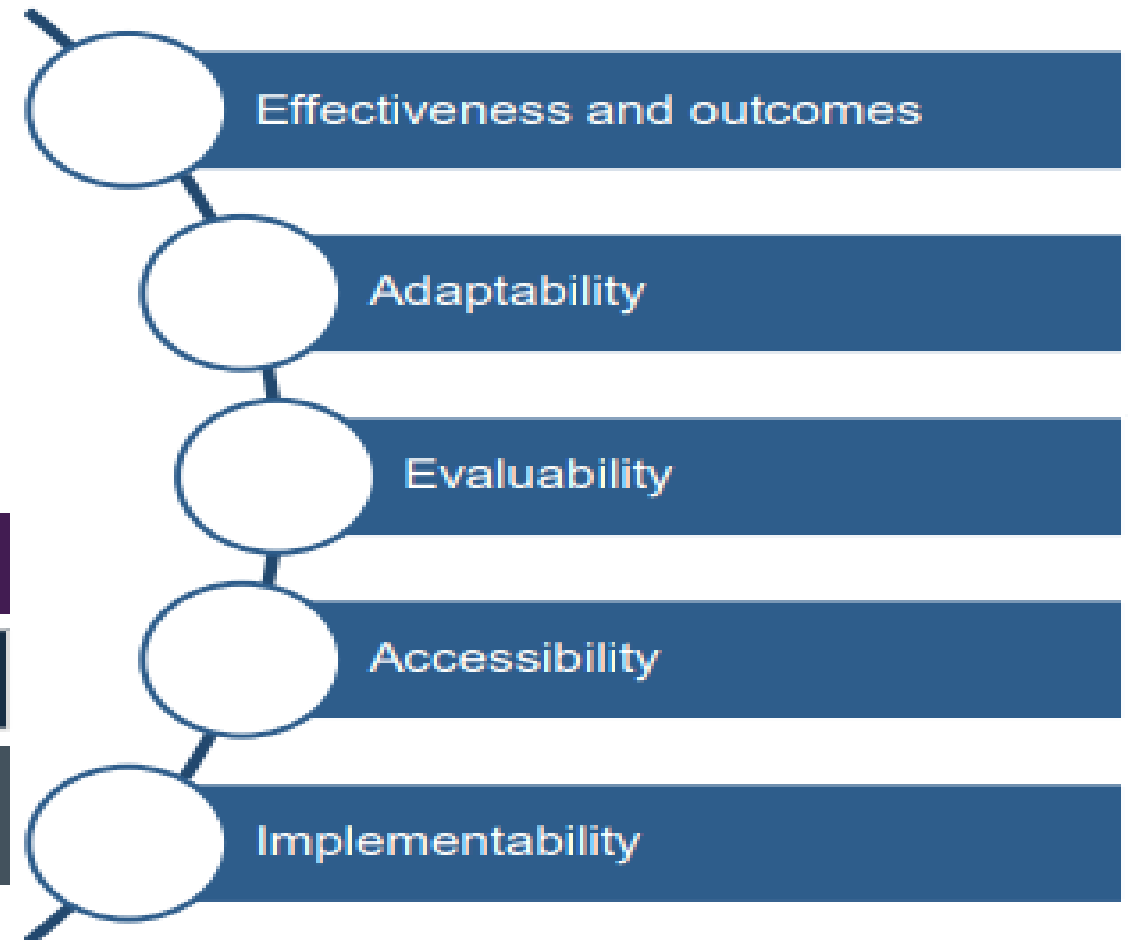 Effectiveness and outcomes
Adaptability
Evaluability
Accessibility
Implementability